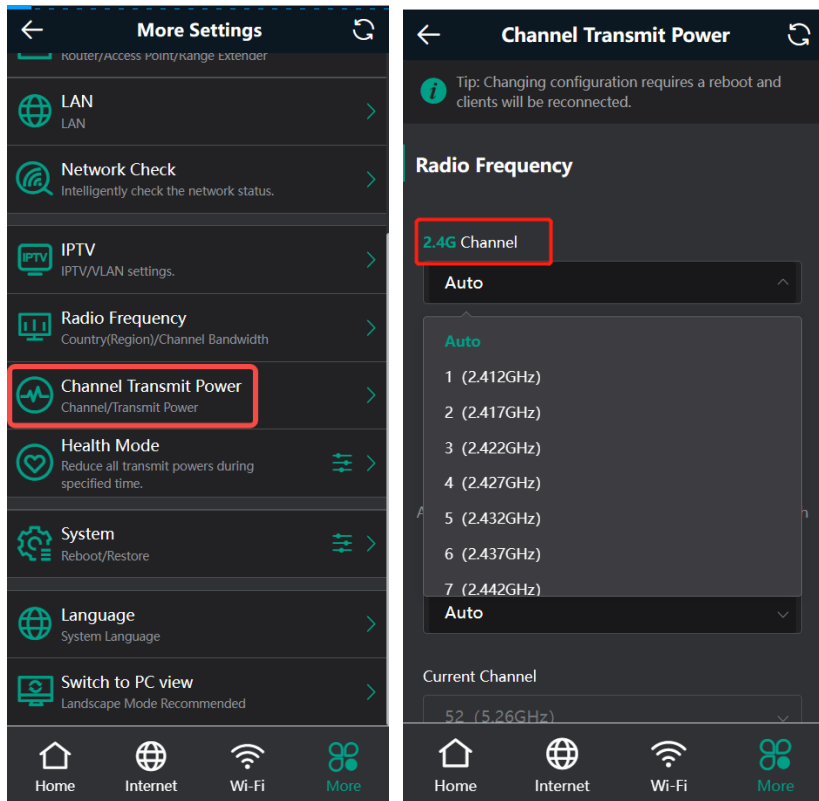 More Settings
Router/Access Point/Range Extender
LAN
LAN
Network Check
Intelligently check the network status.
IPTV
IPTV
IPTV/VLAN settings.
Radio Frequency
Country(Region)/Channel Bandwidth
Channel Transmit Power
Channel/Transmit Power
Health Mode
Reduce all transmit powers during
specified time.
System
Reboot/Restore
Language
System Language
Switch to PC view
Landscape Mode Recommended
Home Internet Wi-Fi More
Channel Transmit Power
Tip: Changing configuration requires a reboot and
clients will be reconnected.
Radio Frequency
2.4G Channel
Auto
Auto
1 (2.412GHz)
2 (2.417GHz)
3 (2.422GHz)
4 (2.427GHz)
5 (2.432GHz)
6 (2.437GHz)
7 (2.442GHz)
Auto
Current Channel
52 (5.26GHz)
Home Internet Wi-Fi More